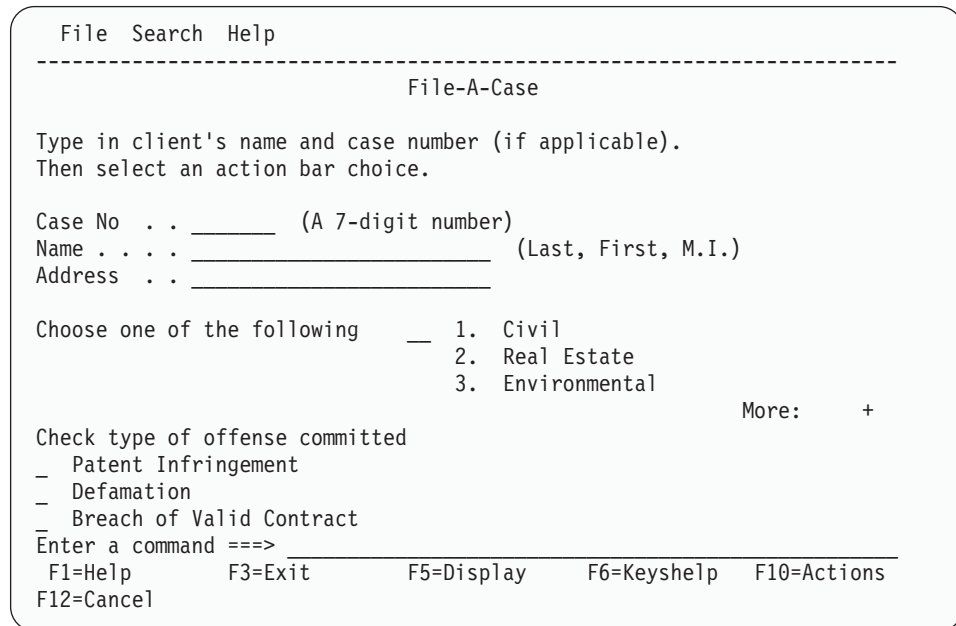 File Search Help
------------------------------------------------------------------------
File-A-Case
Type in client's name and case number (if applicable).
Then select an action bar choice.
Case No . . _______ (A 7-digit number)
Name . . . . _________________________ (Last, First, M.I.)
Address . . _________________________
Choose one of the following __ 1. Civil
2. Real Estate
3. Environmental
More: +
Check type of offense committed
_ Patent Infringement
_ Defamation
_ Breach of Valid Contract
Enter a command ===> ___________________________________________________
F1=Help F3=Exit F5=Display F6=Keyshelp F10=Actions
F12=Cancel